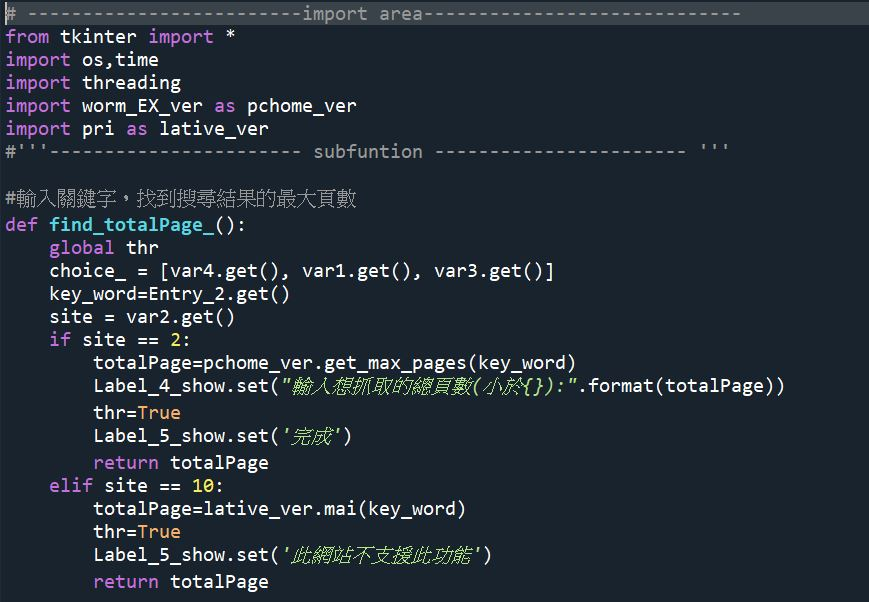 # -------------------------import area-----------------------------
from tkinter import *
import os,time
import threading
import worm_EX_ver as pchome_ver
import pri as lative_ver
#'''----------------------- subfuntion ----------------------- '''
#輸入關鍵字，找到搜尋結果的最大頁數
def find_totalPage_():
    global thr
    choice_ = [var4.get(), var1.get(), var3.get()]
    key_word=Entry_2.get()
    site = var2.get()
    if site == 2:
        totalPage=pchome_ver.get_max_pages(key_word)
        Label_4_show.set("輸入想抓取的總頁數(小於{}):".format(totalPage))
        thr=True
        Label_5_show.set('完成')
        return totalPage
    elif site == 10:
        totalPage=lative_ver.mai(key_word)
        thr=True
        Label_5_show.set('此網站不支援此功能')
        return totalPage